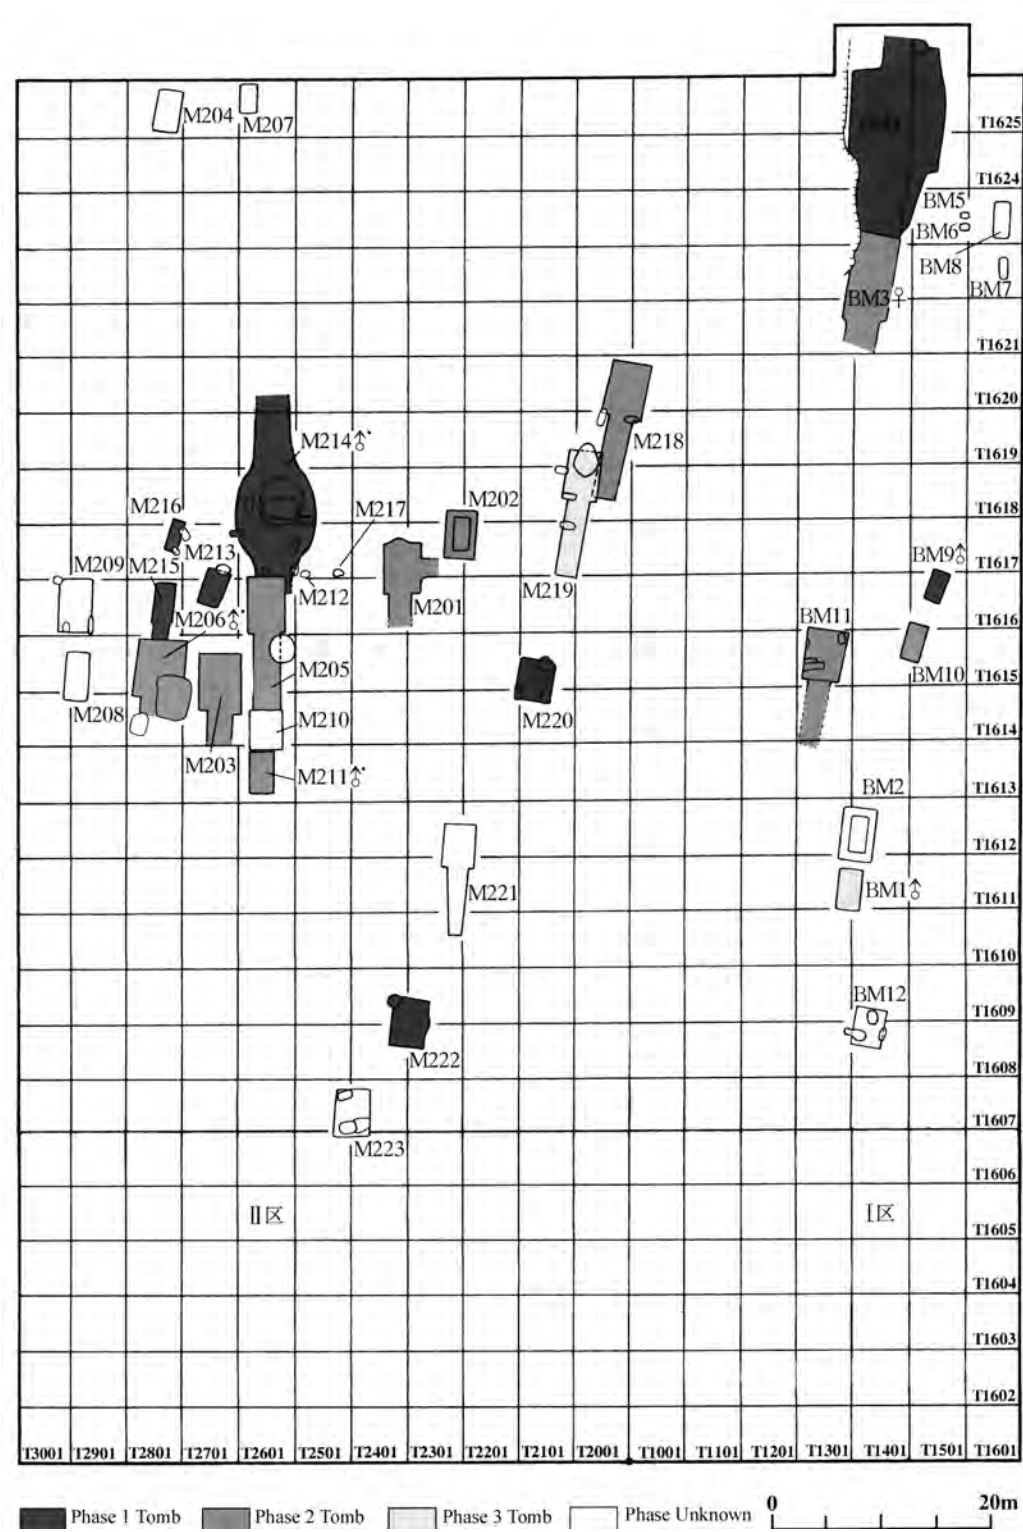 M204
M207
T1625
T1624
BM5
BM6
BM8
BM7
BM3♀
T1621
T1620
M214♂
M218
T1619
M216
M217
M202
T1618
M209
M215
M213
M212
BM9♂
T1617
M206♂
M201
M219
BM11
T1616
M205
BM10
M208
T1615
M210
M220
M203
T1614
M211♂
BM2
T1613
T1612
M221
BM1♂
T1611
T1610
BM12
T1609
M222
T1608
M223
T1607
T1606
II区
I区
T1605
T1604
T1603
T1602
T3001 T2901 T2801 T2701 T2601 T2501 T2401 T2301 T2201 T2101 T2001 T1001 T1101 T1201 T1301 T1401 T1501 T1601
Phase 1 Tomb Phase 2 Tomb Phase 3 Tomb Phase Unknown
0 20m